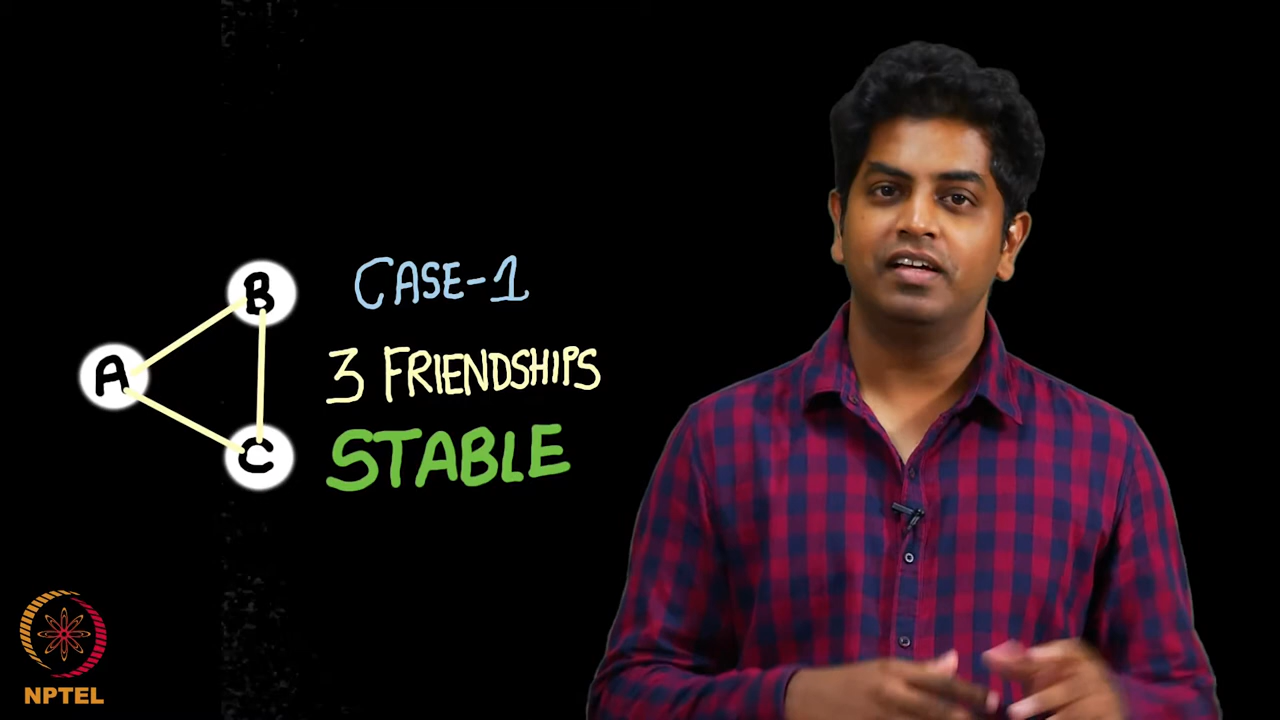 B
CASE-1
A
3 FRIENDSHIPS
C
STABLE
NPTEL